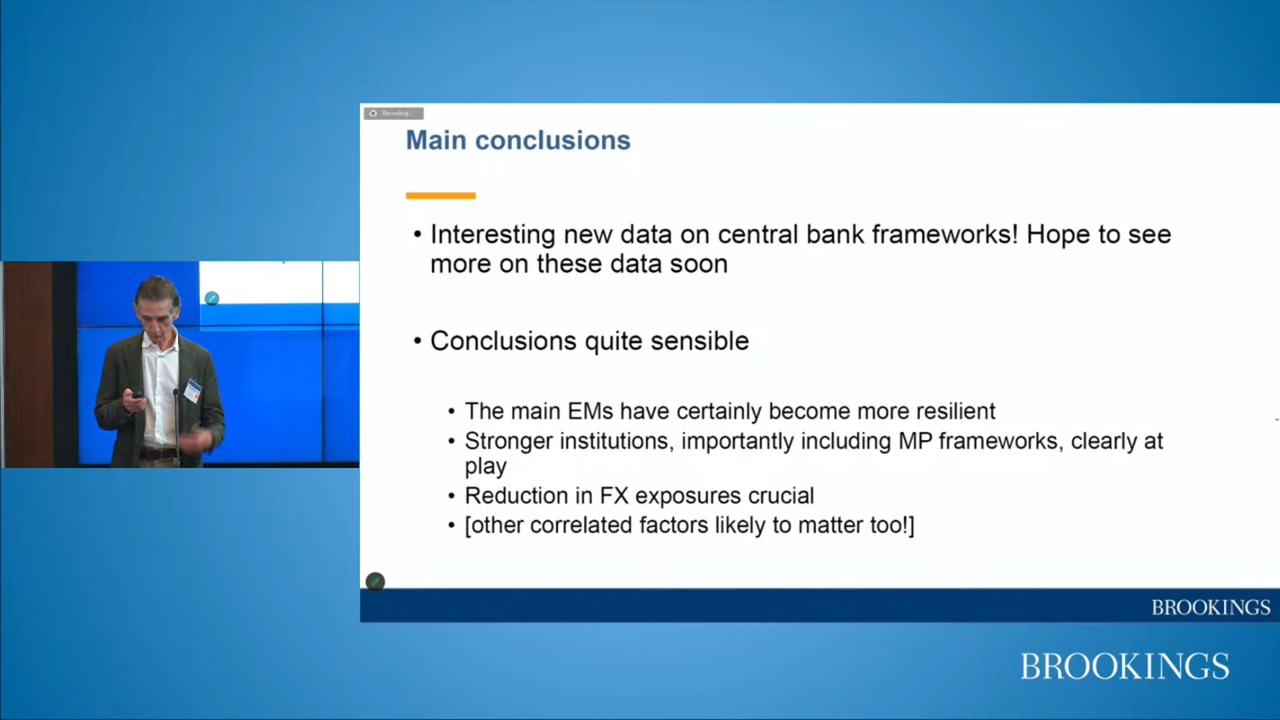 Recording...
Main conclusions
• Interesting new data on central bank frameworks! Hope to see
more on these data soon
• Conclusions quite sensible
• The main EMs have certainly become more resilient
• Stronger institutions, importantly including MP frameworks, clearly at
play
• Reduction in FX exposures crucial
• [other correlated factors likely to matter too!]
BROOKINGS
BROOKINGS